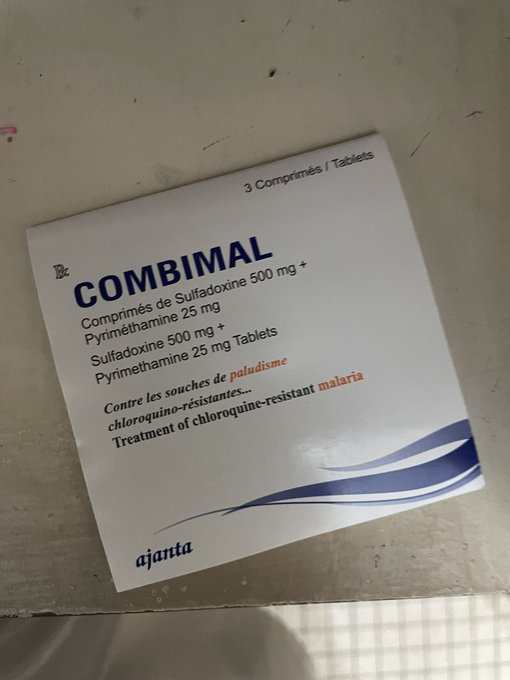 3 Comprimés / Tablets
Rx
COMBIMAL
Comprimés de Sulfadoxine 500 mg +
Pyriméthamine 25 mg
Sulfadoxine 500 mg +
Pyrimethamine 25 mg Tablets
Contre les souches de paludisme
chloroquino-résistantes...
Treatment of chloroquine-resistant malaria
ajanta